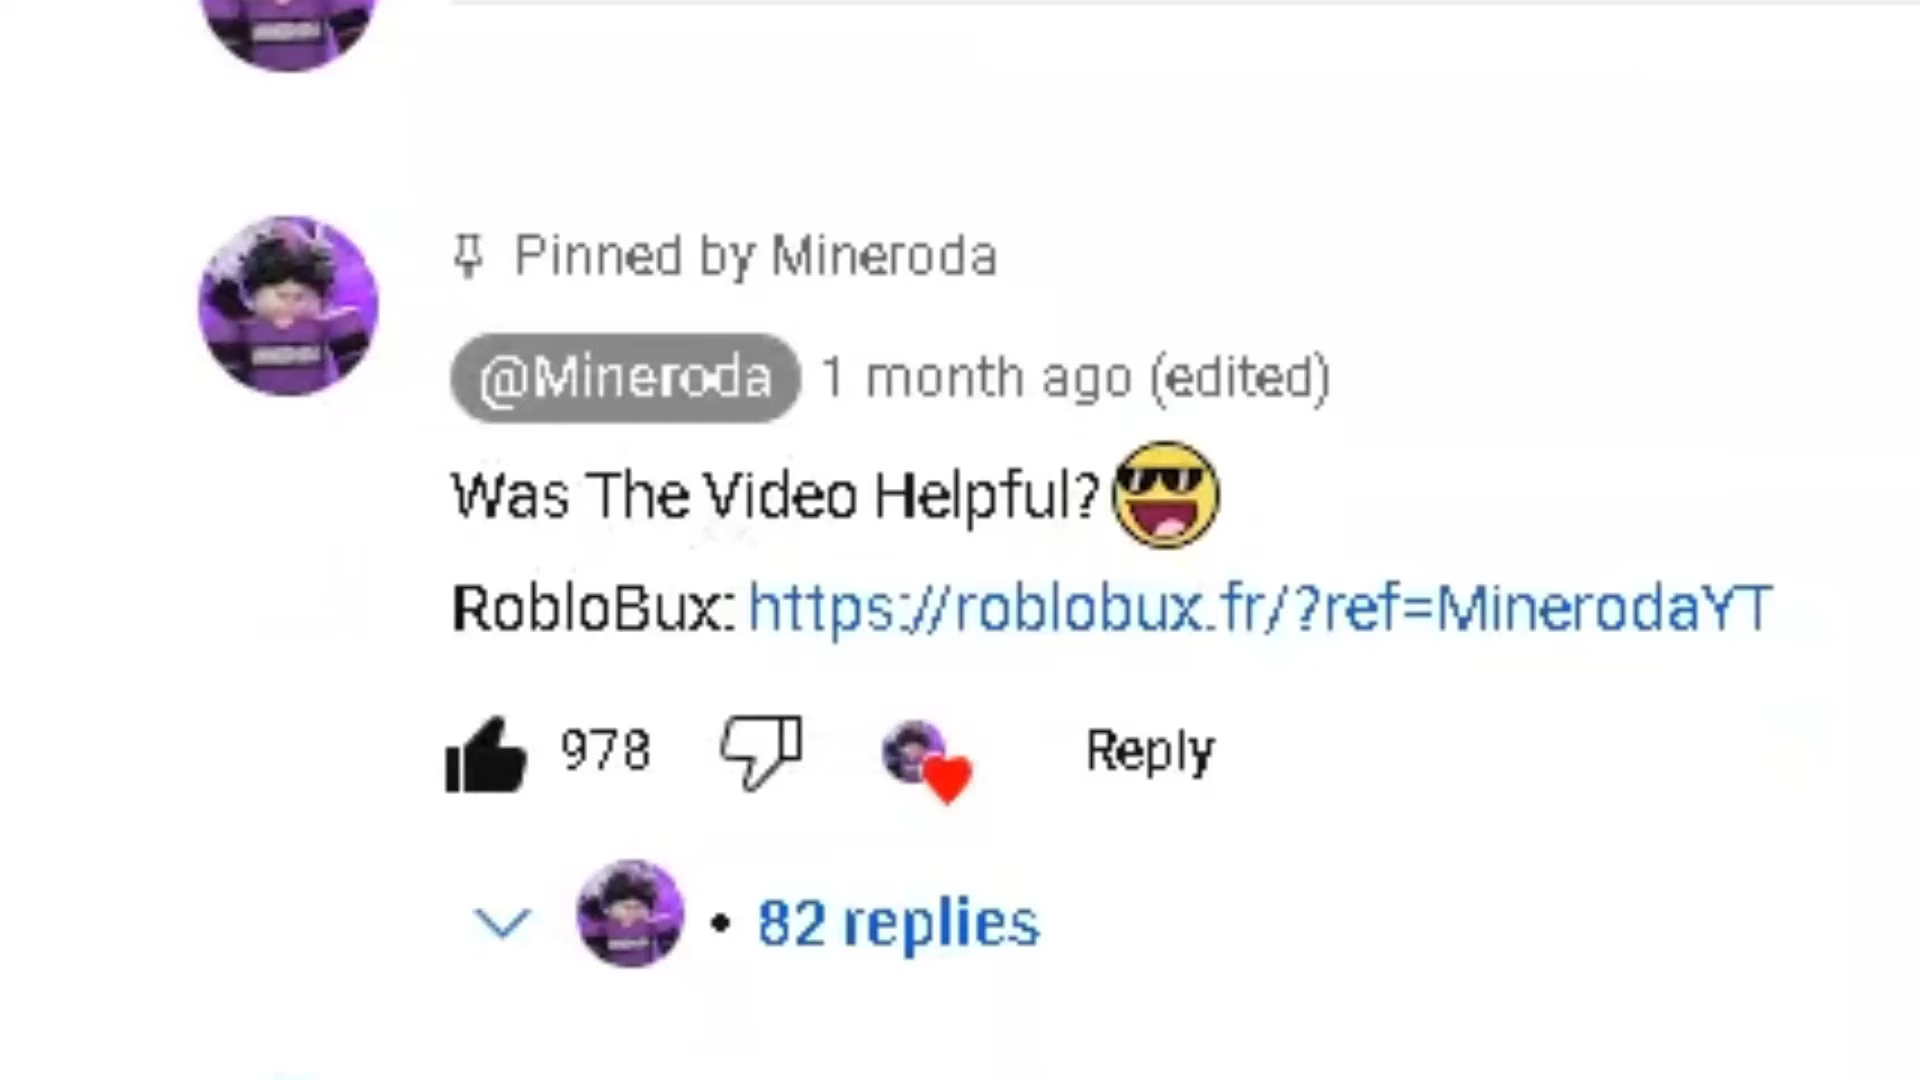 Pinned by Mineroda
@Mineroda 1 month ago (edited)
Was The Video Helpful?
RobloBux: https://roblobux.fr/?ref=MinerodaYT
978 Reply
82 replies